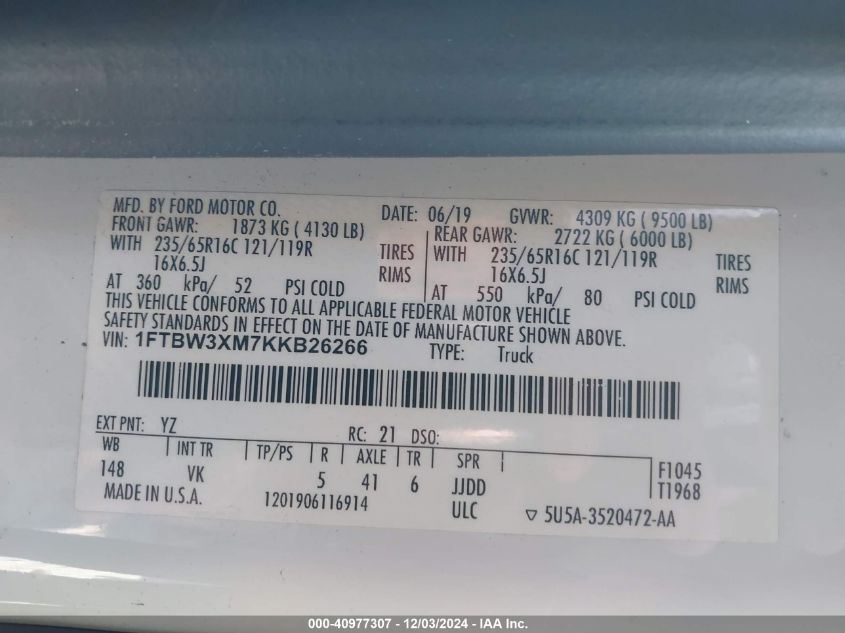 MFD. BY FORD MOTOR CO. DATE: 06/19 GVWR: 4309 KG ( 9500 LB)
FRONT GAWR: 1873 KG ( 4130 LB) REAR GAWR: 2722 KG ( 6000 LB)
WITH 235/65R16C 121/119R TIRES WITH 235/65R16C 121/119R TIRES
16X6.5J RIMS 16X6.5J RIMS
AT 360 kPa/ 52 PSI COLD AT 550 kPa/ 80 PSI COLD
THIS VEHICLE CONFORMS TO ALL APPLICABLE FEDERAL MOTOR VEHICLE
SAFETY STANDARDS IN EFFECT ON THE DATE OF MANUFACTURE SHOWN ABOVE.
VIN: 1FTBW3XM7KKB26266 TYPE: Truck
EXT PNT: YZ RC: 21 DSO:
WB INT TR TP/PS R AXLE TR SPR F1045
148 VK 5 41 6 JJDD T1968
MADE IN U.S.A. 1201906116914 ULC ▽ 5U5A-3520472-AA
000-40977307 - 12/03/2024 - IAA Inc.